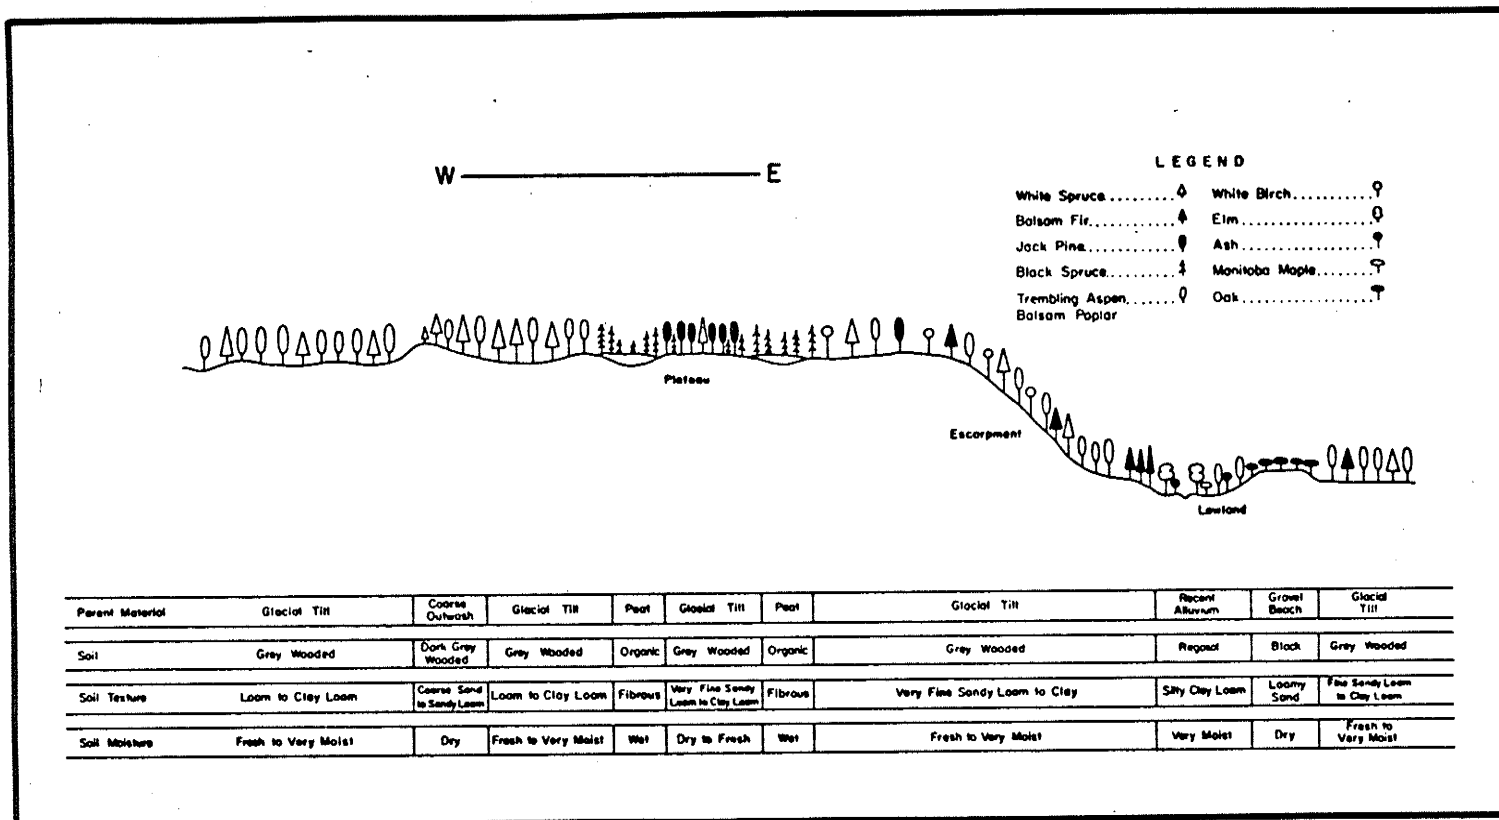 W E
LEGEND
White Spruce.......... White Birch............
Balsam Fir............ Elm....................
Jack Pine............. Ash....................
Black Spruce.......... Manitoba Maple........
Trembling Aspen....... Oak....................
Balsam Poplar
Plateau
Escarpment
Lowland
Parent Material Glacial Till Coarse Outwash Glacial Till Peat Glacial Till Peat Glacial Till Recent Alluvium Gravel Beach Glacial Till
Soil Grey Wooded Dark Grey Wooded Grey Wooded Organic Grey Wooded Organic Grey Wooded Regosol Black Grey Wooded
Soil Texture Loam to Clay Loam Coarse Sand to Sandy Loam Loam to Clay Loam Fibrous Very Fine Sandy Loam to Clay Loam Fibrous Very Fine Sandy Loam to Clay Silty Clay Loam Loamy Sand Fine Sandy Loam to Clay Loam
Soil Moisture Fresh to Very Moist Dry Fresh to Very Moist Wet Dry to Fresh Wet Fresh to Very Moist Very Moist Dry Fresh to Very Moist